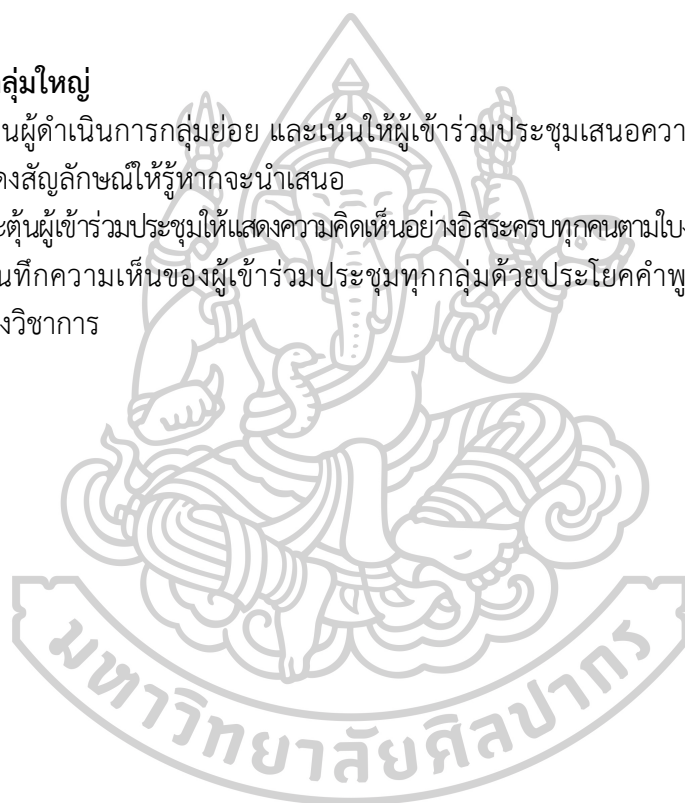 ลุ่มใหญ่
นผู้ดำเนินการกลุ่มย่อย และเน้นให้ผู้เข้าร่วมประชุมเสนอควา
ดงสัญลักษณ์ให้รู้หากจะนำเสนอ
ะตุ้นผู้เข้าร่วมประชุมให้แสดงความคิดเห็นอย่างอิสระครบทุกคนตามใบง
นทึกความเห็นของผู้เข้าร่วมประชุมทุกกลุ่มด้วยประโยคคำพู
งวิชาการ
มหาวิทยาลัยศิลปากร